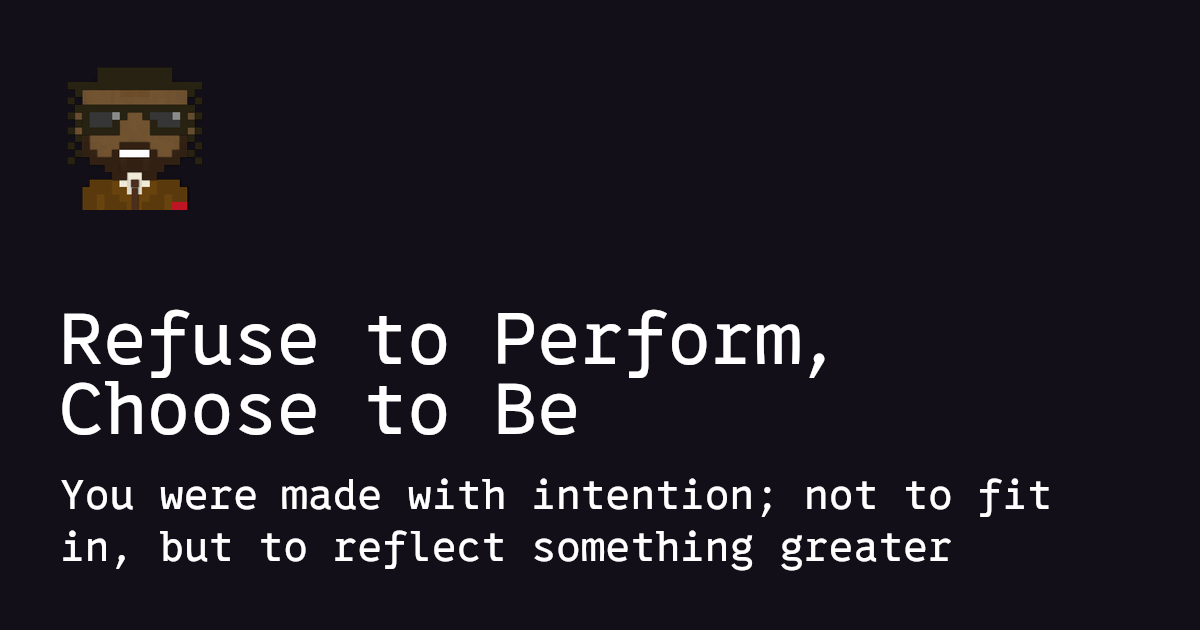 Refuse to Perform,
Choose to Be
You were made with intention; not to fit
in, but to reflect something greater